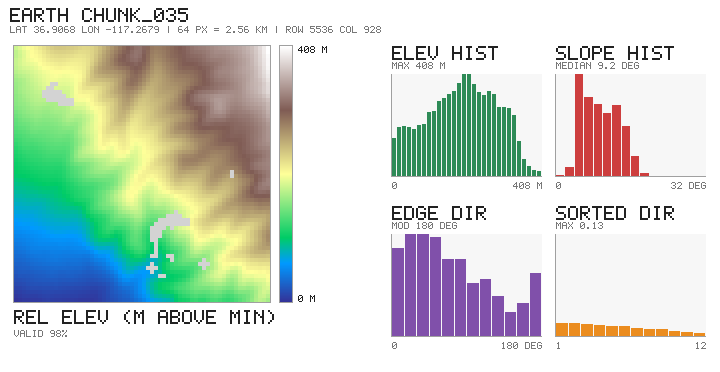 EARTH CHUNK_035
LAT 36.9068 LON -117.2679 | 64 PX = 2.56 KM | ROW 5536 COL 928
408 M
0 M
REL ELEV (M ABOVE MIN)
VALID 98%
ELEV HIST
MAX 408 M
0 408 M
SLOPE HIST
MEDIAN 9.2 DEG
0 32 DEG
EDGE DIR
MOD 180 DEG
0 180 DEG
SORTED DIR
MAX 0.13
1 12